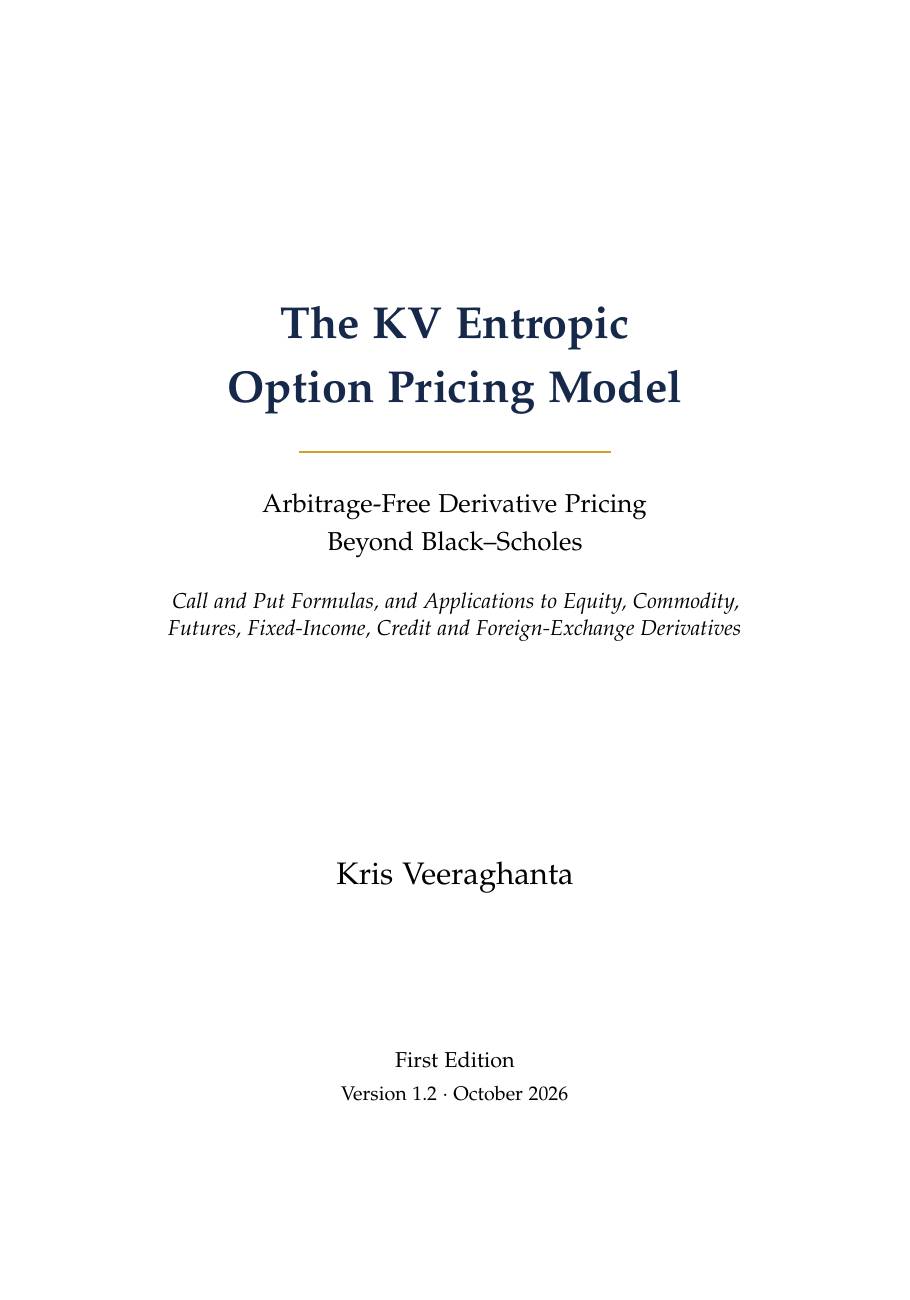 The KV Entropic
Option Pricing Model
Arbitrage-Free Derivative Pricing
Beyond Black–Scholes
Call and Put Formulas, and Applications to Equity, Commodity,
Futures, Fixed-Income, Credit and Foreign-Exchange Derivatives
Kris Veeraghanta
First Edition
Version 1.2 · October 2026